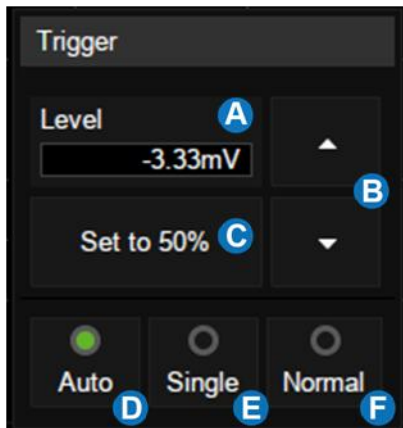 Trigger
Level A
-3.33mV
B
Set to 50% C
Auto Single Normal
D E F